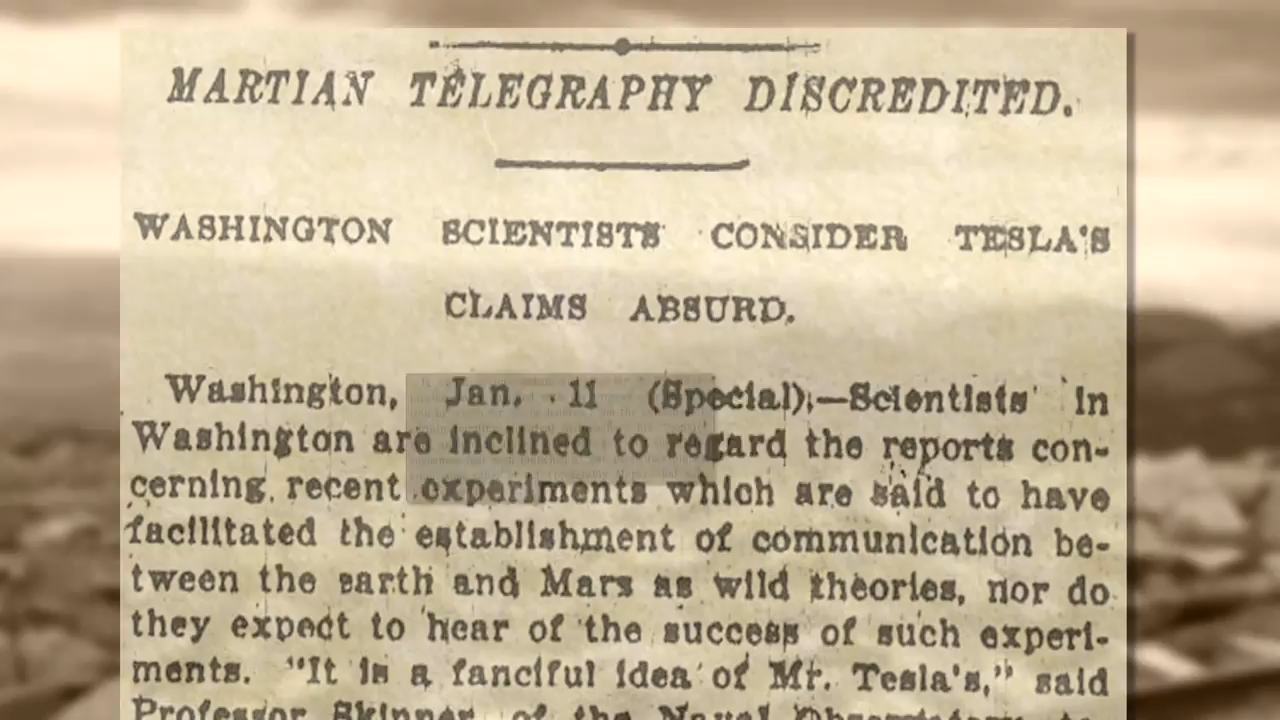 MARTIAN TELEGRAPHY DISCREDITED.
WASHINGTON SCIENTISTS CONSIDER TESLA'S
CLAIMS ABSURD.
Washington, Jan. 11 (Special).—Scientists in
Washington are inclined to regard the reports con-
cerning recent experiments which are said to have
facilitated the establishment of communication be-
tween the earth and Mars as wild theories, nor do
they expect to hear of the success of such experi-
ments. "It is a fanciful idea of Mr. Tesla's," said
Professor Skinner, of the Naval Observatory, to-